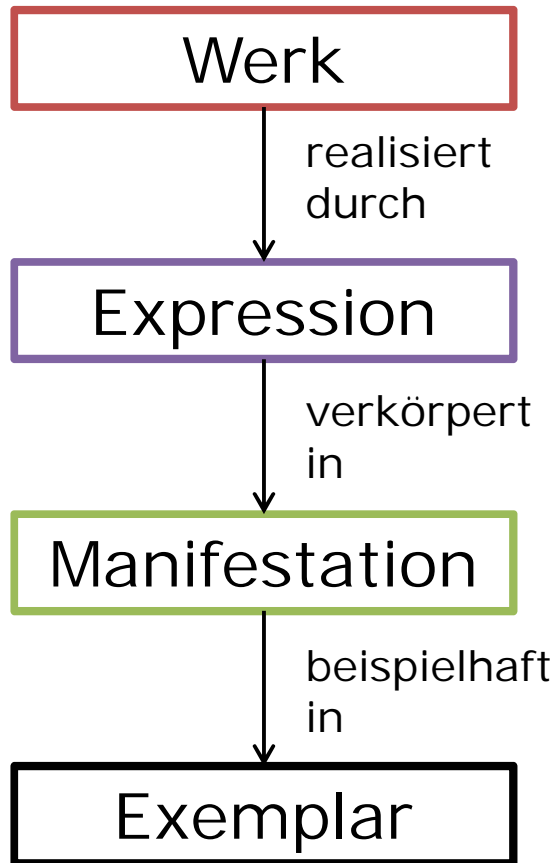 Werk
realisiert
durch
Expression
verkörpert
in
Manifestation
beispielhaft
in
Exemplar